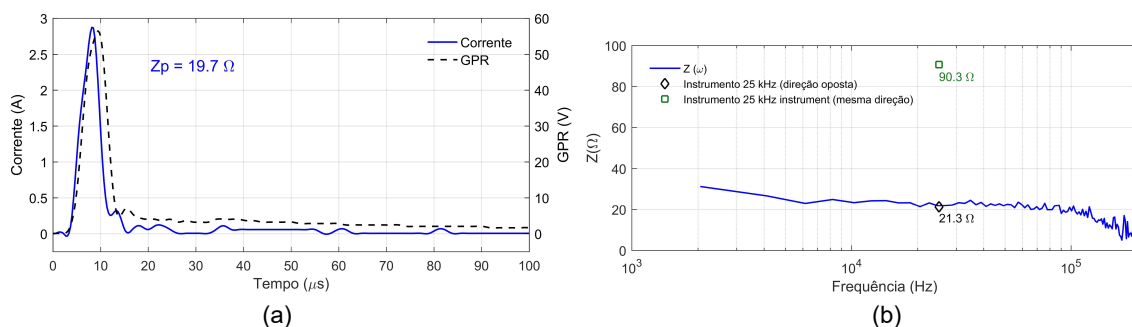 3
2.5
2
1.5
1
0.5
0
Corrente (A)
60
50
40
30
20
10
0
GPR (V)
Corrente
GPR
Zp = 19.7 Ω
0 10 20 30 40 50 60 70 80 90 100
Tempo (μs)
(a)
100
80
60
40
20
0
Z(Ω)
Z (ω)
Instrumento 25 kHz (direção oposta)
Instrumento 25 kHz instrument (mesma direção)
90.3 Ω
21.3 Ω
10³ 10⁴ 10⁵
Frequência (Hz)
(b)